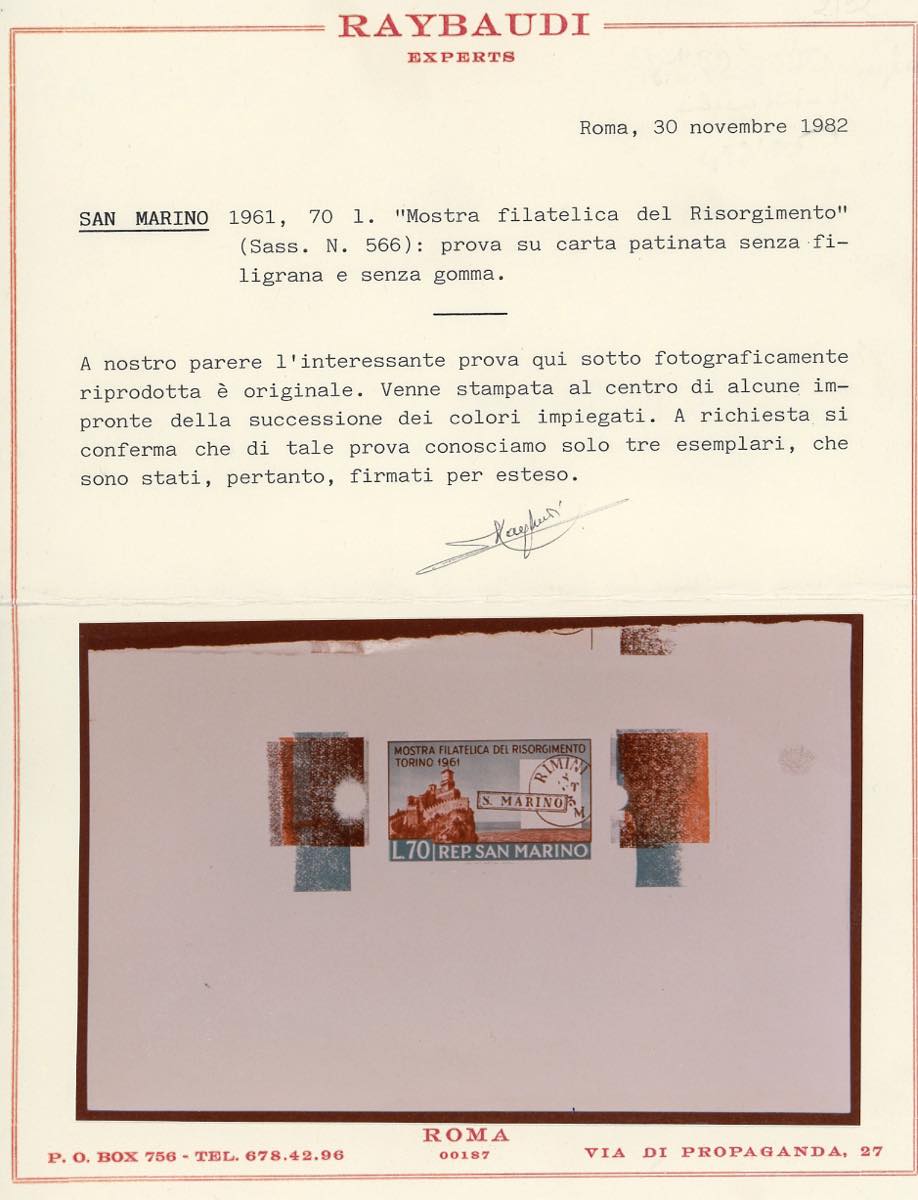 RAYBAUDI
EXPERTS
Roma, 30 novembre 1982
SAN MARINO 1961, 70 l. "Mostra filatelica del Risorgimento"
(Sass. N. 566): prova su carta patinata senza fi-
ligrana e senza gomma.
A nostro parere l'interessante prova qui sotto fotograficamente
riprodotta è originale. Venne stampata al centro di alcune im-
pronte della successione dei colori impiegati. A richiesta si
conferma che di tale prova conosciamo solo tre esemplari, che
sono stati, pertanto, firmati per esteso.
MOSTRA FILATELICA DEL RISORGIMENTO
TORINO 1961
RIMINI
S. MARINO
L.70 REP. SAN MARINO
ROMA
00187
P. O. BOX 756 - TEL. 678.42.96
VIA DI PROPAGANDA, 27